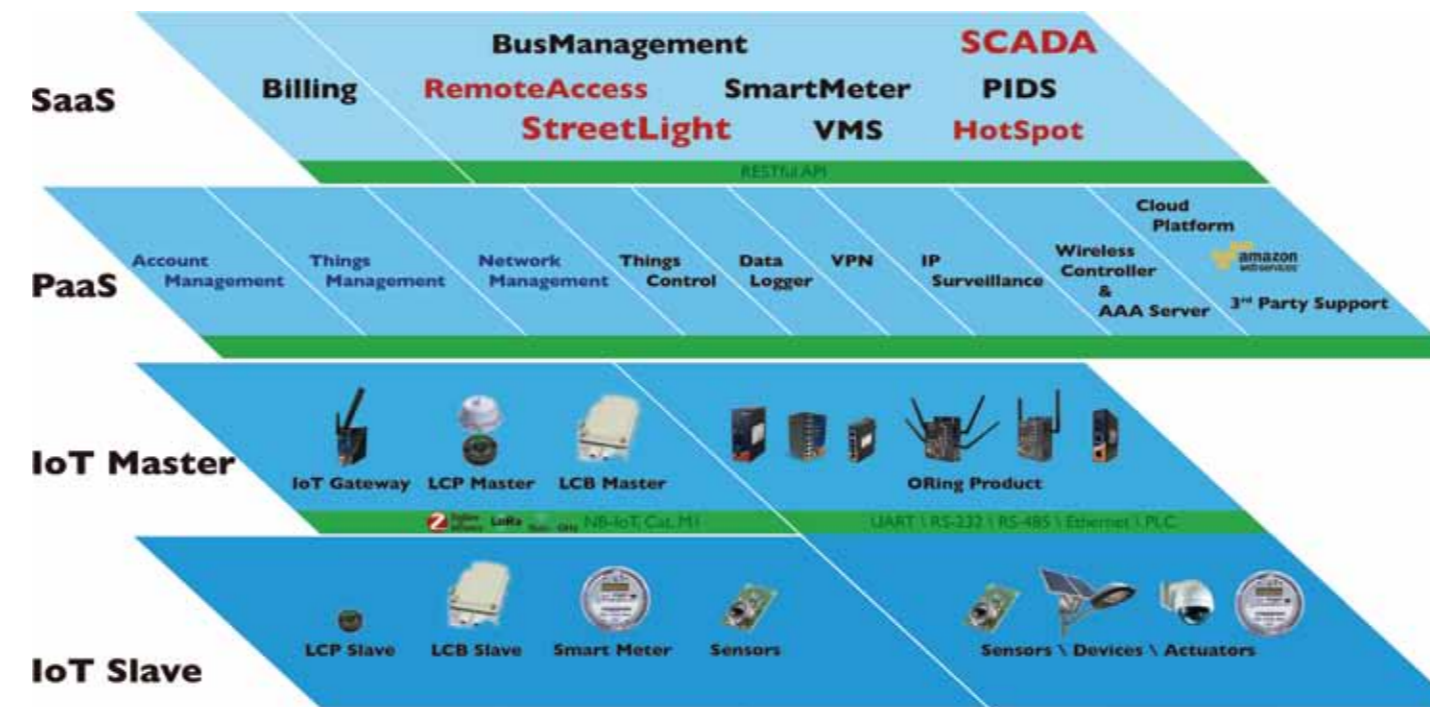 SaaS
BusManagement
SCADA
Billing
RemoteAccess
SmartMeter
PIDS
StreetLight
VMS
HotSpot
RESTful API
PaaS
Account
Management
Things
Management
Network
Management
Things
Control
Data
Logger
VPN
IP
Surveillance
Wireless
Controller
&
AAA Server
Cloud
Platform
amazon
webservices
3rd Party Support
IoT Master
IoT Gateway
LCP Master
LCB Master
ORing Product
LoRa
NB-IoT, Cat. M1
UART \ RS-232 \ RS-485 \ Ethernet \ PLC
IoT Slave
LCP Slave
LCB Slave
Smart Meter
Sensors
Sensors \ Devices \ Actuators